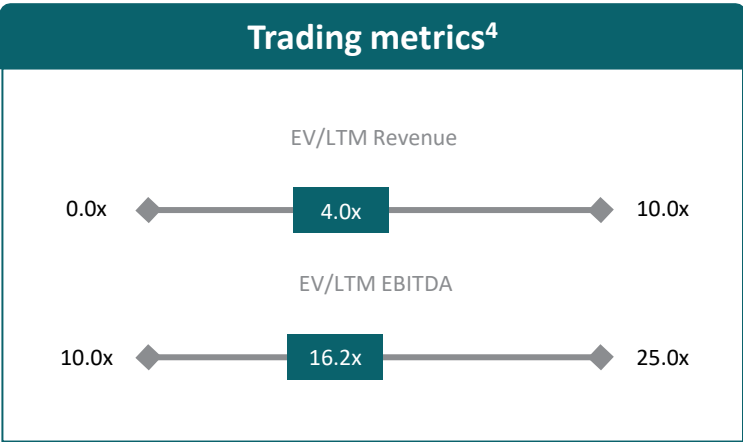 Trading metrics⁴
EV/LTM Revenue
0.0x 4.0x 10.0x
EV/LTM EBITDA
10.0x 16.2x 25.0x